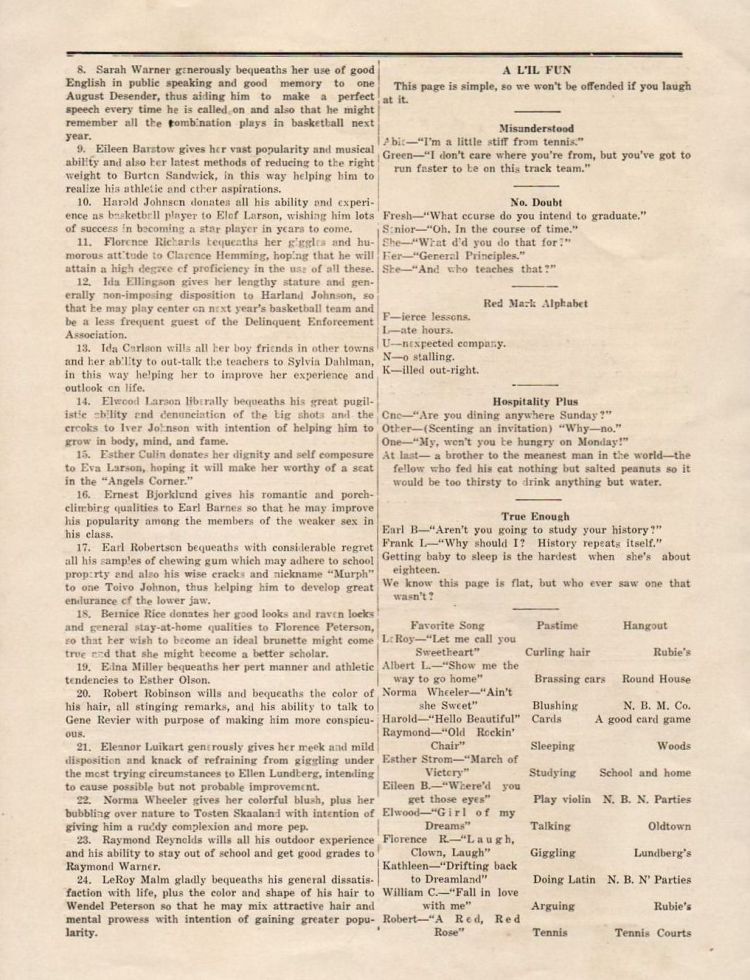 8. Sarah Warner generously bequeaths her use of good
English in public speaking and good memory to one
August Desender, thus aiding him to make a perfect
speech every time he is called on and also that he might
remember all the combination plays in basketball next
year.
9. Eileen Barstow gives her vast popularity and musical
ability and also her latest methods of reducing to the right
weight to Burton Sandwick, in this way helping him to
realize his athletic and other aspirations.
10. Harold Johnson donates all his ability and experi-
ence as basketball player to Elof Larson, wishing him lots
of success in becoming a star player in years to come.
11. Florence Richards bequeaths her giggles and hu-
morous attitude to Clarence Hemming, hoping that he will
attain a high degree of proficiency in the use of all these.
12. Ida Ellingson gives her lengthy stature and gen-
erally non-imposing disposition to Harland Johnson, so
that he may play center on next year's basketball team and
be a less frequent guest of the Delinquent Enforcement
Association.
13. Ida Carlson wills all her boy friends in other towns
and her ability to out-talk the teachers to Sylvia Dahlman,
in this way helping her to improve her experience and
outlook on life.
14. Elwood Larson liberally bequeaths his great pugil-
istic ability and denunciation of the big shots and the
crooks to Iver Johnson with intention of helping him to
grow in body, mind, and fame.
15. Esther Culin donates her dignity and self composure
to Eva Larson, hoping it will make her worthy of a seat
in the "Angels Corner."
16. Ernest Bjorklund gives his romantic and porch-
climbing qualities to Earl Barnes so that he may improve
his popularity among the members of the weaker sex in
his class.
17. Earl Robertson bequeaths with considerable regret
all his samples of chewing gum which may adhere to school
property and also his wise cracks and nickname "Murph"
to one Toivo Johnon, thus helping him to develop great
endurance of the lower jaw.
18. Bernice Rice donates her good looks and raven locks
and general stay-at-home qualities to Florence Peterson,
so that her wish to become an ideal brunette might come
true and that she might become a better scholar.
19. Edna Miller bequeaths her pert manner and athletic
tendencies to Esther Olson.
20. Robert Robinson wills and bequeaths the color of
his hair, all stinging remarks, and his ability to talk to
Gene Revier with purpose of making him more conspicu-
ous.
21. Eleanor Luikart generously gives her meek and mild
disposition and knack of refraining from giggling under
the most trying circumstances to Ellen Lundberg, intending
to cause possible but not probable improvement.
22. Norma Wheeler gives her colorful blush, plus her
bubbling over nature to Tosten Skaaland with intention of
giving him a ruddy complexion and more pep.
23. Raymond Reynolds wills all his outdoor experience
and his ability to stay out of school and get good grades to
Raymond Warner.
24. LeRoy Malm gladly bequeaths his general dissatis-
faction with life, plus the color and shape of his hair to
Wendel Peterson so that he may mix attractive hair and
mental prowess with intention of gaining greater popu-
larity.
A L'IL FUN
This page is simple, so we won't be offended if you laugh
at it.
Misunderstood
—"I'm a little stiff from tennis."
Green—"I don't care where you're from, but you've got to
run faster to be on this track team."
No. Doubt
Fresh—"What course do you intend to graduate."
Senior—"Oh. In the course of time."
She—"What d'you do that for?"
Her—"General Principles."
She—"And who teaches that?"
Red Mark Alphabet
F—ierce lessons.
L—ate hours.
U—nexpected company.
N—o stalling.
K—illed out-right.
Hospitality Plus
One—"Are you dining anywhere Sunday?"
Other—(Scenting an invitation) "Why—no."
One—"My, won't you be hungry on Monday!"
At last— a brother to the meanest man in the world—the
fellow who fed his cat nothing but salted peanuts so it
would be too thirsty to drink anything but water.
True Enough
Earl B—"Aren't you going to study your history?"
Frank L—"Why should I? History repeats itself."
Getting baby to sleep is the hardest when she's about
eighteen.
We know this page is flat, but who ever saw one that
wasn't?
Favorite Song Pastime Hangout
LeRoy—"Let me call you
Sweetheart" Curling hair Rubie's
Albert L.—"Show me the
way to go home" Brassing cars Round House
Norma Wheeler—"Ain't
she Sweet" Blushing N. B. M. Co.
Harold—"Hello Beautiful" Cards A good card game
Raymond—"Old Rockin'
Chair" Sleeping Woods
Esther Strom—"March of
Victory" Studying School and home
Eileen B.—"Where'd you
get those eyes" Play violin N. B. N. Parties
Elwood—"Girl of my
Dreams" Talking Oldtown
Florence R.—"Laugh,
Clown, Laugh" Giggling Lundberg's
Kathleen—"Drifting back
to Dreamland" Doing Latin N. B. N' Parties
William C.—"Fall in love
with me" Arguing Rubie's
Robert—"A Red, Red
Rose" Tennis Tennis Courts